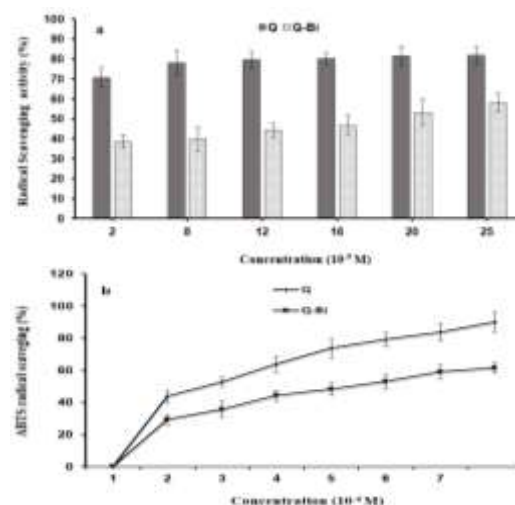 a
Q Q-Bi
Radical Scavenging activity (%)
100
90
80
70
60
50
40
30
20
10
0
2 8 12 16 20 25
Concentration (10⁻⁵ M)
b
Q
Q-Bi
ABTS radical scavenging (%)
120
100
80
60
40
20
0
1 2 3 4 5 6 7
Concentration (10⁻⁶ M)